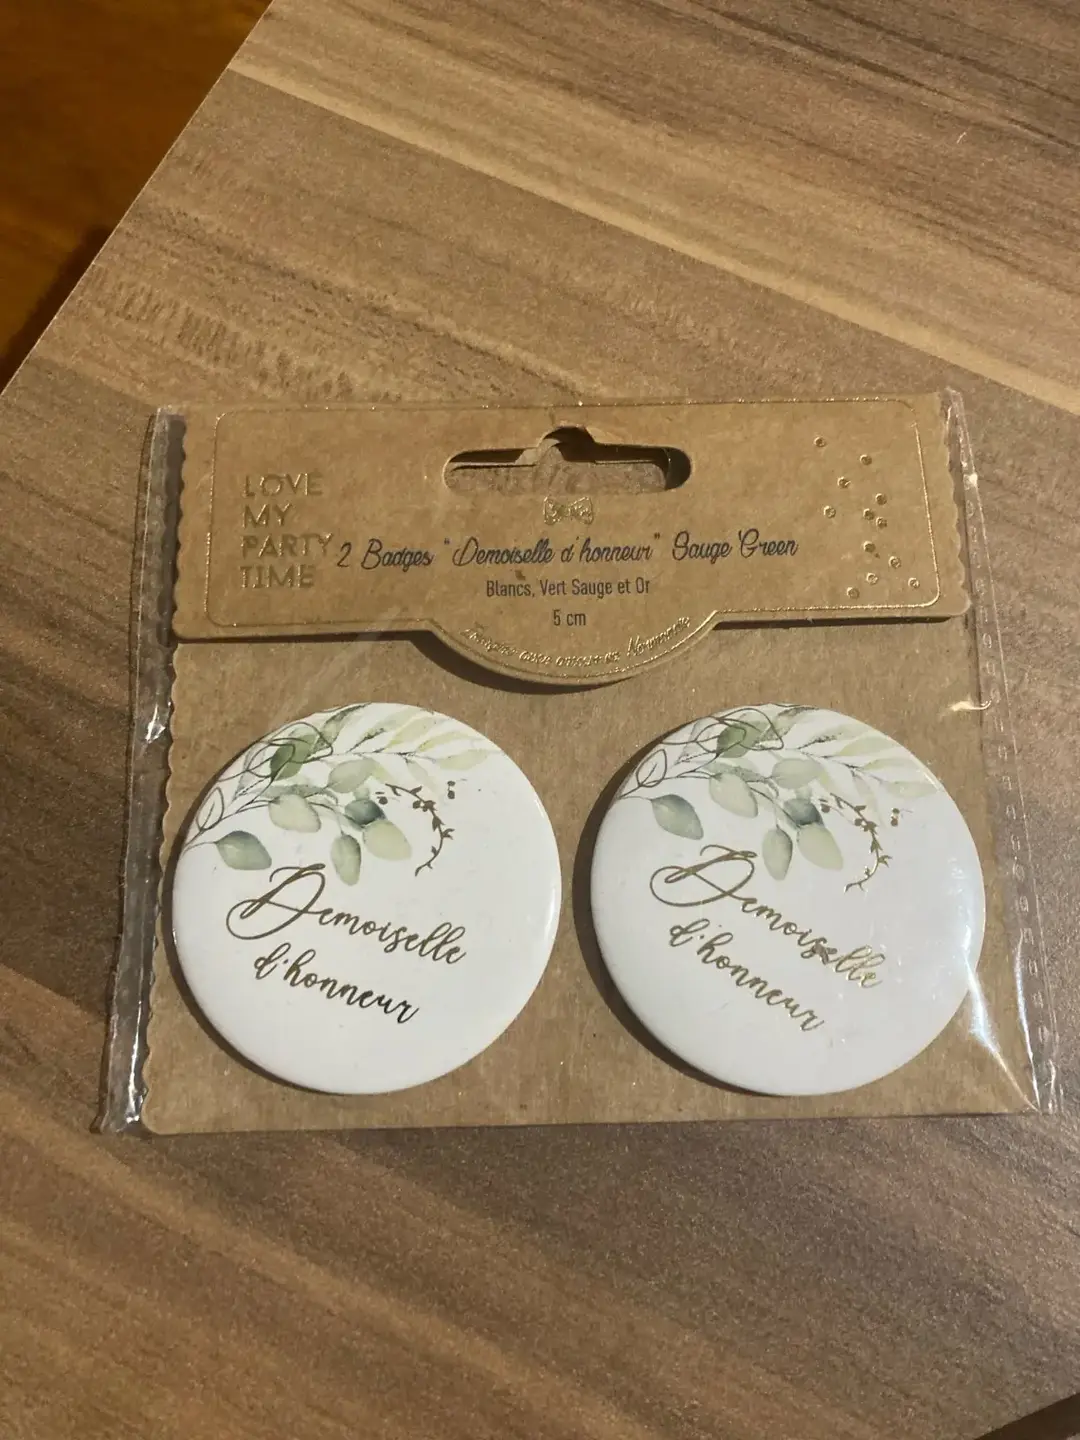 LOVE
MY
PARTY
TIME
2 Badges "Demoiselle d'honneur" Sauge Green
Blancs, Vert Sauge et Or
5 cm
Demoiselle
d'honneur
Demoiselle
d'honneur